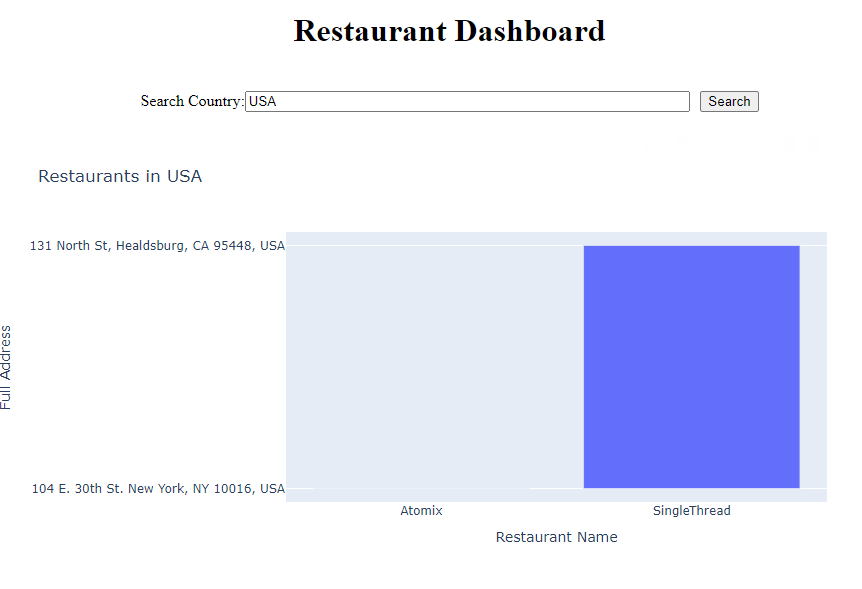 Restaurant Dashboard
Search Country: USA Search
Restaurants in USA
131 North St, Healdsburg, CA 95448, USA
Full Address
104 E. 30th St. New York, NY 10016, USA
Atomix SingleThread
Restaurant Name